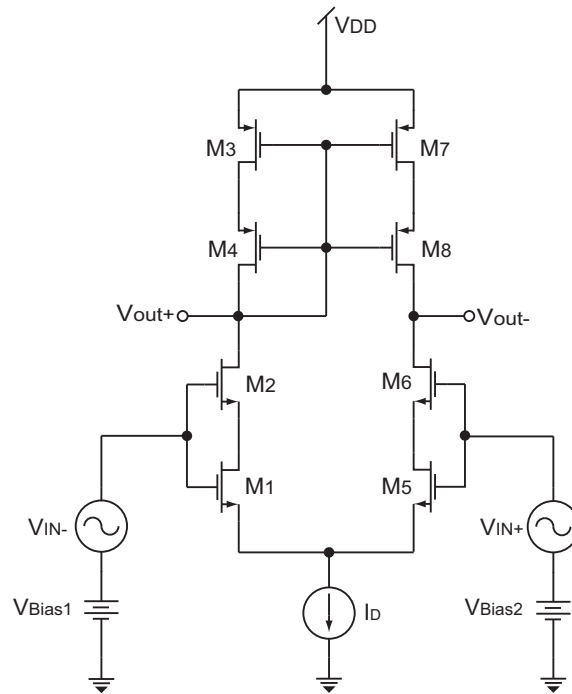 VDD
M3
M7
M4
M8
Vout+
Vout-
M2
M6
M1
M5
VIN-
VIN+
VBias1
ID
VBias2